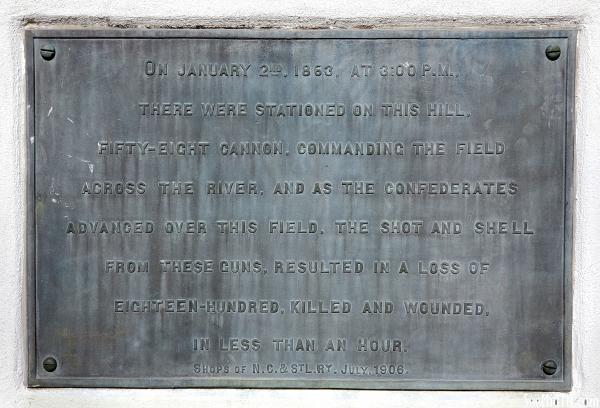 ON JANUARY 2ND, 1863, AT 3:00 P.M.,
THERE WERE STATIONED ON THIS HILL,
FIFTY-EIGHT CANNON, COMMANDING THE FIELD
ACROSS THE RIVER, AND AS THE CONFEDERATES
ADVANCED OVER THIS FIELD, THE SHOT AND SHELL
FROM THESE GUNS, RESULTED IN A LOSS OF
EIGHTEEN-HUNDRED, KILLED AND WOUNDED,
IN LESS THAN AN HOUR.
SHOPS OF N.C.& STL.RY. JULY, 1906.